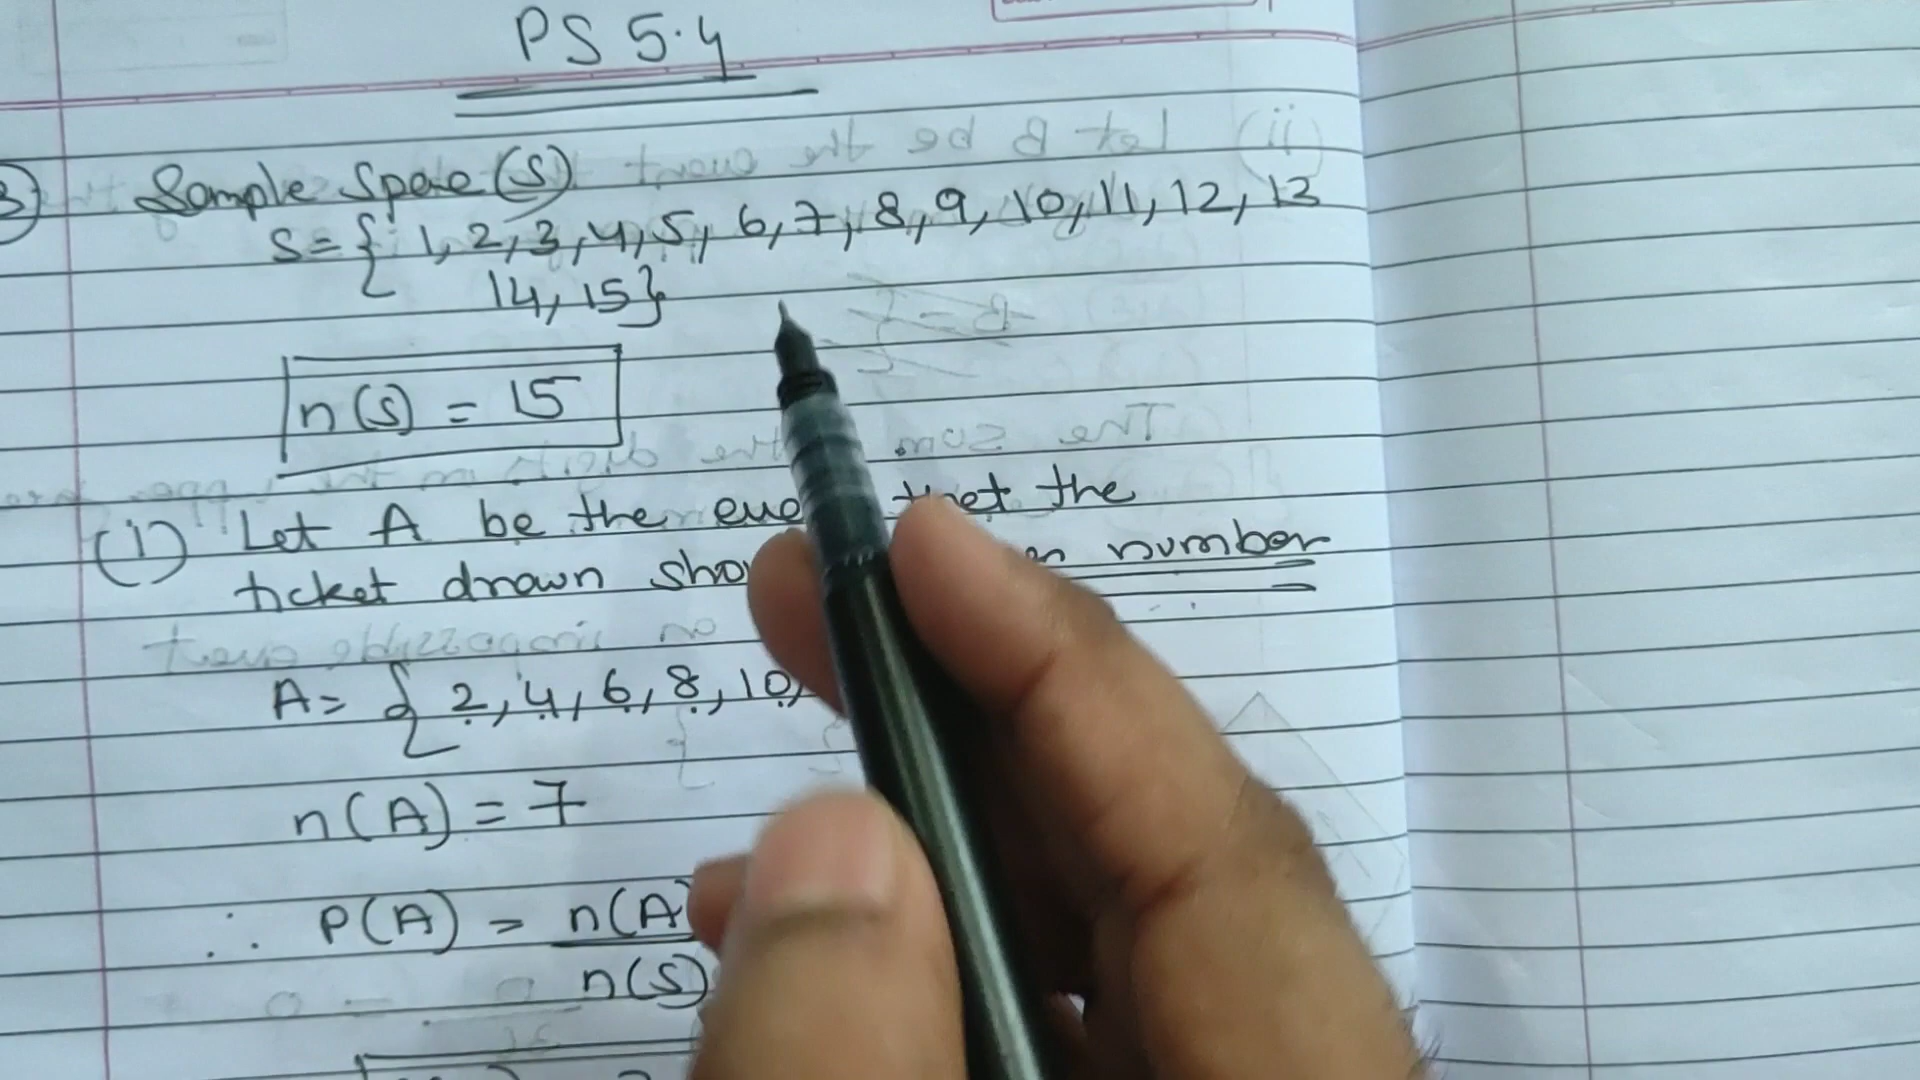 PS 5.4
3) Sample Space (S)
S = { 1, 2, 3, 4, 5, 6, 7, 8, 9, 10, 11, 12, 13
14, 15}
n(S) = 15
(i) Let A be the eve that the
ticket drawn sho number
A = { 2, 4, 6, 8, 10,
n(A) = 7
∴ P(A) = n(A)
n(S)